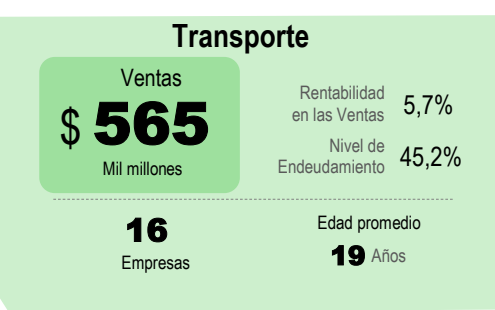 Transporte
Ventas
$ 565
Mil millones
Rentabilidad
en las Ventas 5,7%
Nivel de
Endeudamiento 45,2%
16
Empresas
Edad promedio
19 Años